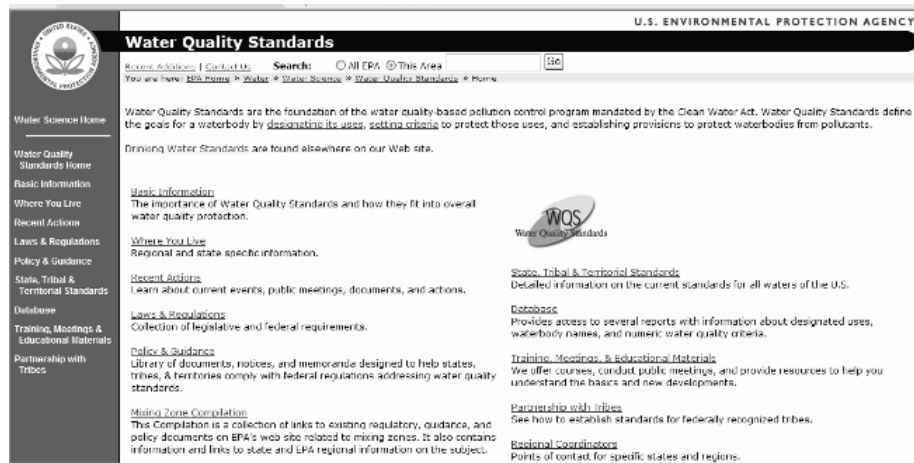 U.S. ENVIRONMENTAL PROTECTION AGENCY
Water Quality Standards
Recent Additions | Contact Us Search: All EPA This Area Go
You are here: EPA Home » Water » Water Science » Water Quality Standards » Home
UNITED STATES
Water Science Home
Water Quality
Standards Home
Basic Information
Where You Live
Recent Actions
Laws & Regulations
Policy & Guidance
State, Tribal &
Territorial Standards
Database
Training, Meetings &
Educational Materials
Partnership with
Tribes
Water Quality Standards are the foundation of the water quality-based pollution control program mandated by the Clean Water Act. Water Quality Standards define
the goals for a waterbody by designating its uses, setting criteria to protect those uses, and establishing provisions to protect waterbodies from pollutants.
Drinking Water Standards are found elsewhere on our Web site.
Basic Information
The importance of Water Quality Standards and how they fit into overall
water quality protection.
Where You Live
Regional and state specific information.
Recent Actions
Learn about current events, public meetings, documents, and actions.
Laws & Regulations
Collection of legislative and federal requirements.
Policy & Guidance
Library of documents, notices, and memoranda designed to help states,
tribes, & territories comply with federal regulations addressing water quality
standards.
Mixing Zone Compilation
This Compilation is a collection of links to existing regulatory, guidance, and
policy documents on EPA's web site related to mixing zones. It also contains
information and links to state and EPA regional information on the subject.
WQS
Water Quality Standards
State, Tribal & Territorial Standards
Detailed information on the current standards for all waters of the U.S.
Database
Provides access to several reports with information about designated uses,
waterbody names, and numeric water quality criteria.
Training, Meetings, & Educational Materials
We offer courses, conduct public meetings, and provide resources to help you
understand the basics and new developments.
Partnership with Tribes
See how to establish standards for federally recognized tribes.
Regional Coordinators
Points of contact for specific states and regions.